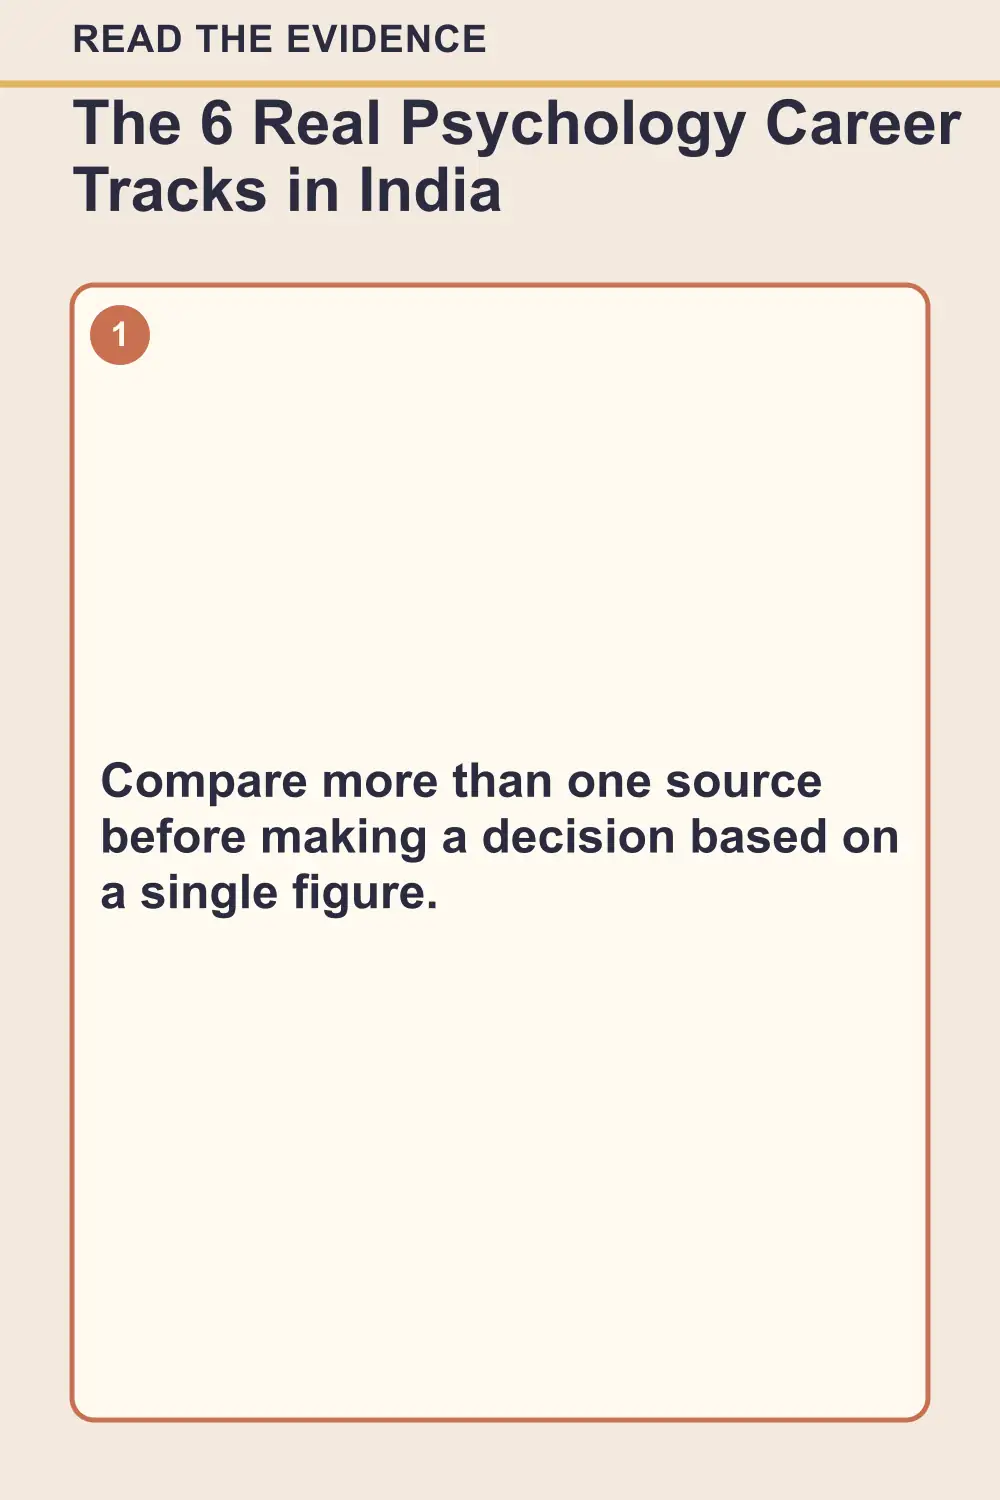 READ THE EVIDENCE
The 6 Real Psychology Career
Tracks in India
1
Compare more than one source
before making a decision based on
a single figure.